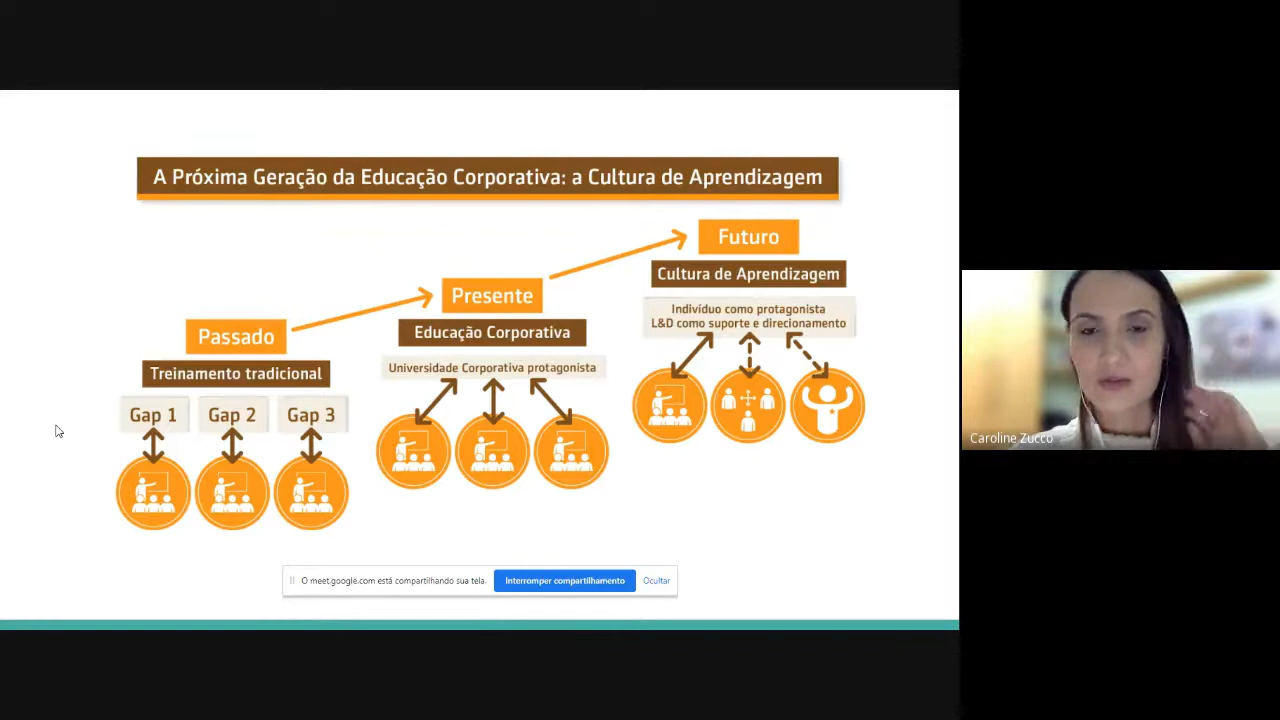 A Próxima Geração da Educação Corporativa: a Cultura de Aprendizagem
Passado
Treinamento tradicional
Gap 1
Gap 2
Gap 3
Presente
Educação Corporativa
Universidade Corporativa protagonista
Futuro
Cultura de Aprendizagem
Indivíduo como protagonista
L&D como suporte e direcionamento
O meet.google.com está compartilhando sua tela.
Interromper compartilhamento
Ocultar
Caroline Zucco